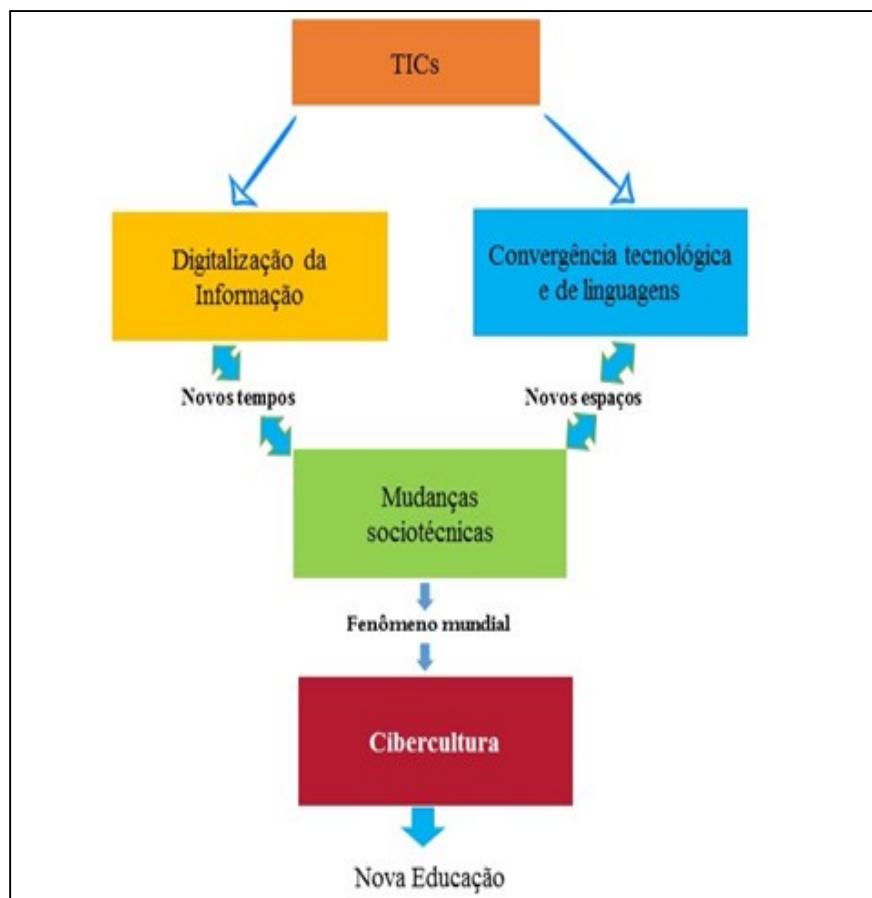 TICs
Digitalização da
Informação
Convergência tecnológica
e de linguagens
Novos tempos
Novos espaços
Mudanças
sociotécnicas
Fenômeno mundial
Cibercultura
Nova Educação